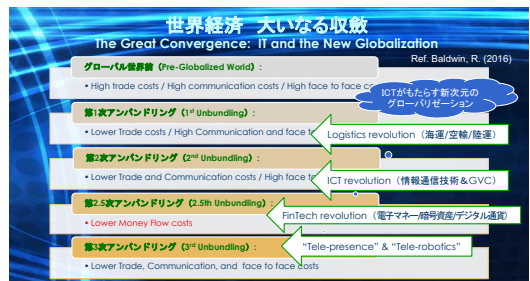 世界経済 大いなる収斂
The Great Convergence: IT and the New Globalization
Ref. Baldwin, R. (2016)
グローバル世界前 (Pre-Globalized World) :
• High trade costs / High communication costs / High face to face
ICTがもたらす新次元の
グローバリゼーション
第1次アンバンドリング (1st Unbundling) :
• Lower Trade costs / High Communication and face
Logistics revolution (海運/空輸/陸運)
第2次アンバンドリング (2nd Unbundling) :
• Lower Trade and Communication costs / High face
ICT revolution (情報通信技術&GVC)
第2.5次アンバンドリング (2.5th Unbundling) :
• Lower Money Flow costs
FinTech revolution (電子マネー/暗号資産/デジタル通貨)
第3次アンバンドリング (3rd Unbundling) :
"Tele-presence" & "Tele-robotics"
• Lower Trade, Communication, and face to face costs